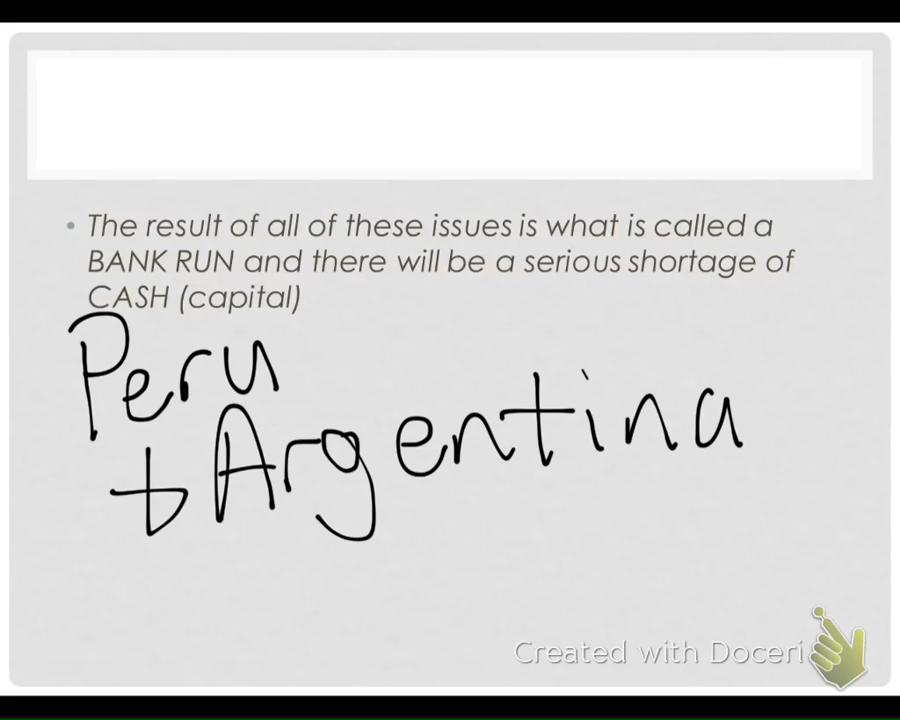 • The result of all of these issues is what is called a
BANK RUN and there will be a serious shortage of
CASH (capital)
Peru
+ Argentina
Created with Doceri